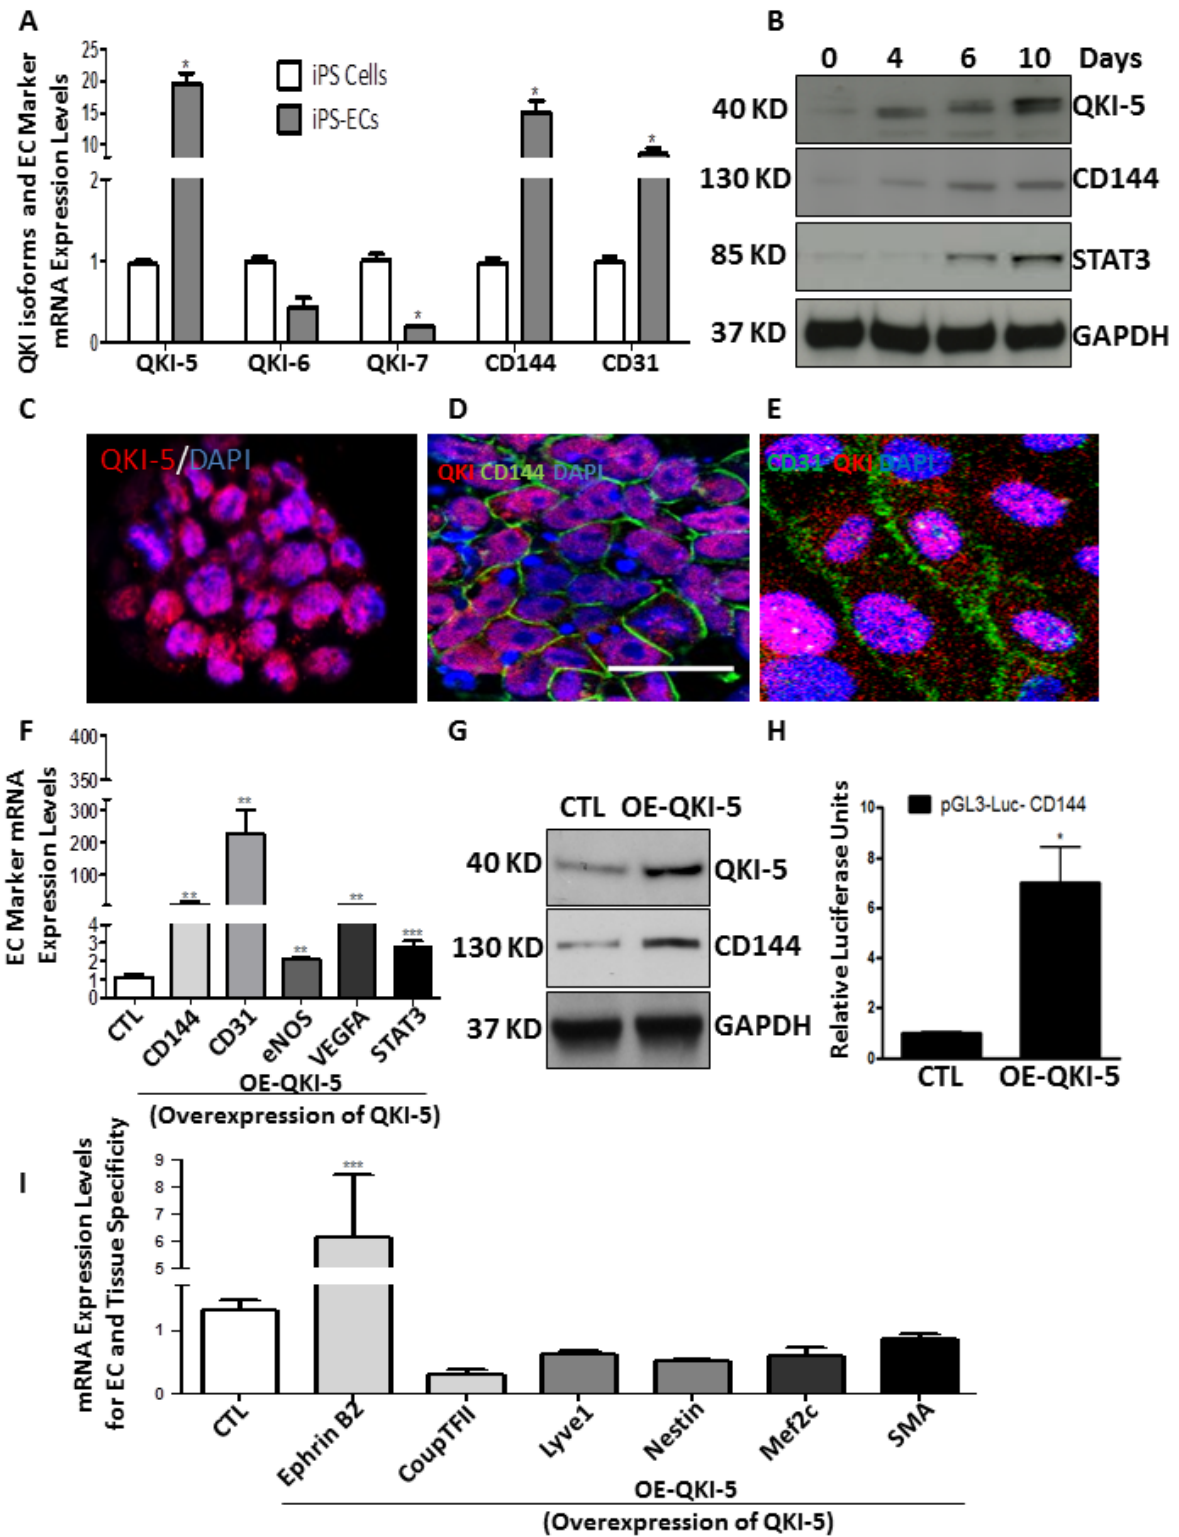 A
QKI isoforms and EC Marker
mRNA Expression Levels
25
20
15
10
2
1
0
*
*
*
*
iPS Cells
iPS-ECs
QKI-5 QKI-6 QKI-7 CD144 CD31
B
0 4 6 10 Days
40 KD QKI-5
130 KD CD144
85 KD STAT3
37 KD GAPDH
C
QKI-5/DAPI
D
QKI CD144 DAPI
E
CD31 QKI DAPI
F
EC Marker mRNA
Expression Levels
400
350
300
200
100
4
3
2
1
0
**
**
**
**
***
CTL CD144 CD31 eNOS VEGFA STAT3
OE-QKI-5
(Overexpression of QKI-5)
G
CTL OE-QKI-5
40 KD QKI-5
130 KD CD144
37 KD GAPDH
H
Relative Luciferase Units
10
8
6
4
2
0
pGL3-Luc- CD144
*
CTL OE-QKI-5
I
mRNA Expression Levels
for EC and Tissue Specificity
9
8
7
6
5
1
0
***
CTL Ephrin B2 CoupTFII Lyve1 Nestin Mef2c SMA
OE-QKI-5
(Overexpression of QKI-5)